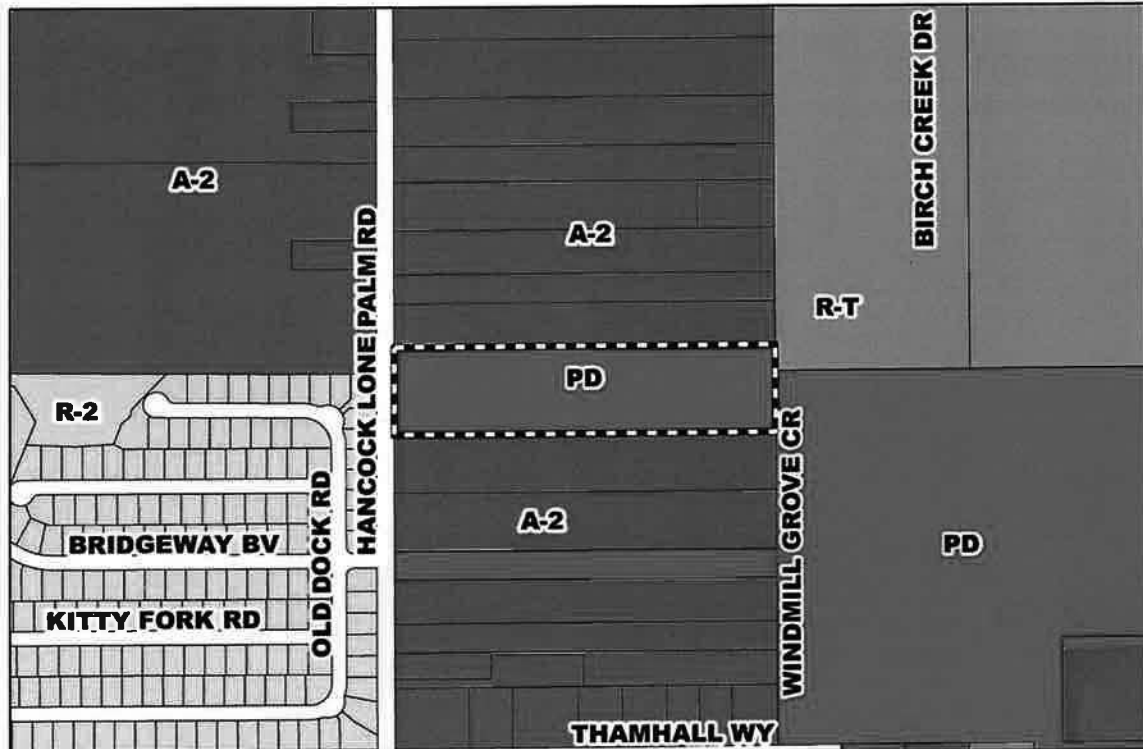 BIRCH CREEK DR
A-2
A-2
HANCOCK LONE PALM RD
R-T
PD
R-2
WINDMILL GROVE CR
OLD DOCK RD
A-2
BRIDGEWAY BV
PD
KITTY FORK RD
THAMHALL WY